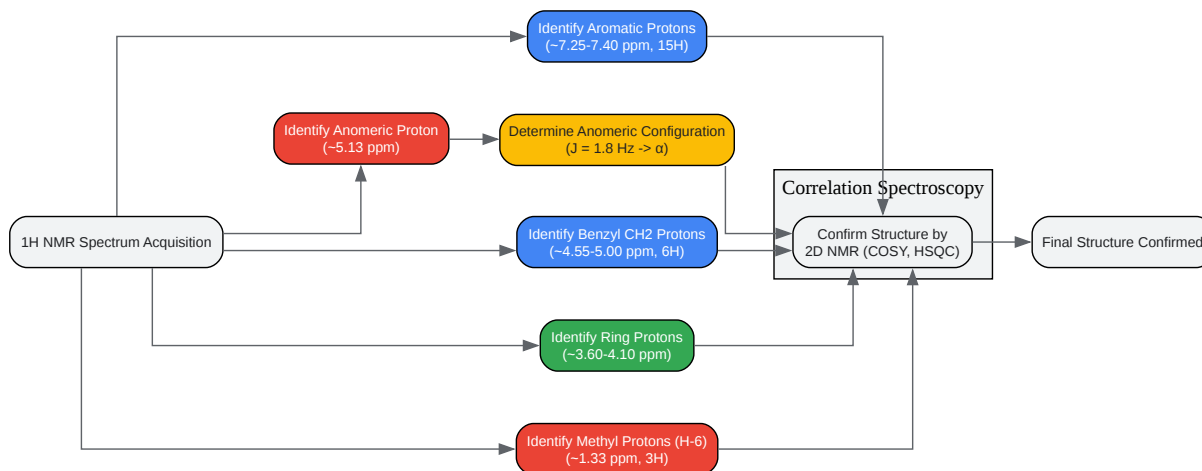 Identify Aromatic Protons
(~7.25-7.40 ppm, 15H)
Identify Anomeric Proton
(~5.13 ppm)
Determine Anomeric Configuration
(J = 1.8 Hz -> α)
Correlation Spectroscopy
1H NMR Spectrum Acquisition
Identify Benzyl CH2 Protons
(~4.55-5.00 ppm, 6H)
Confirm Structure by
2D NMR (COSY, HSQC)
Final Structure Confirmed
Identify Ring Protons
(~3.60-4.10 ppm)
Identify Methyl Protons (H-6)
(~1.33 ppm, 3H)